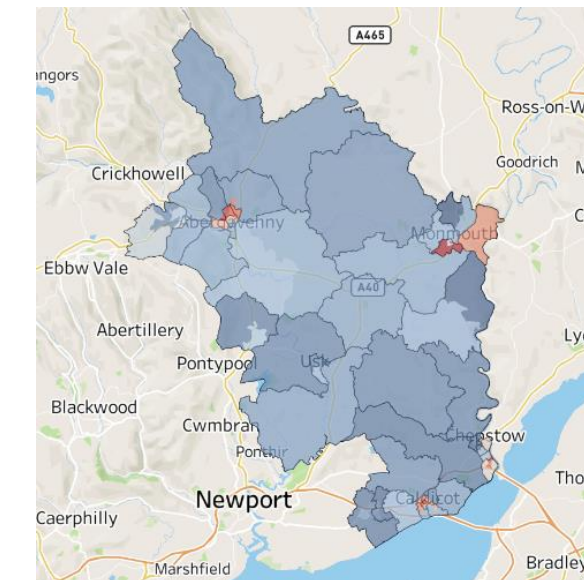 A465
ngors
Ross-on-W
Goodrich
Crickhowell
Abergavenny
Monmouth
Ebbw Vale
A40
Abertillery
Pontypool
Usk
Ly
Blackwood
Cwmbran
Chepstow
Ponthir
Tho
Newport
Caldicot
Caerphilly
Marshfield
Bradley